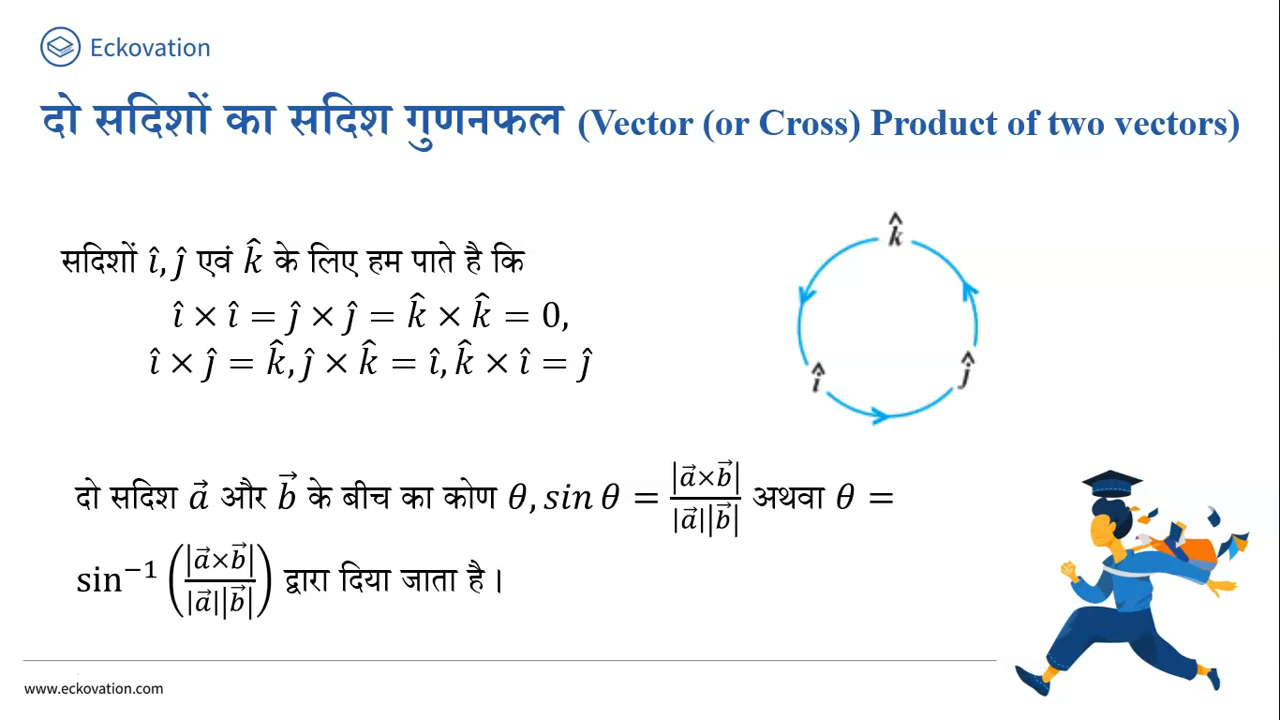 Eckovation
दो सदिशों का सदिश गुणनफल (Vector (or Cross) Product of two vectors)
सदिशों î, ĵ एवं k̂ के लिए हम पाते है कि
î × î = ĵ × ĵ = k̂ × k̂ = 0,
î × ĵ = k̂, ĵ × k̂ = î, k̂ × î = ĵ
k̂
î
ĵ
दो सदिश a⃗ और b⃗ के बीच का कोण θ, sin θ = |a⃗×b⃗| / |a⃗||b⃗| अथवा θ =
sin⁻¹ (|a⃗×b⃗| / |a⃗||b⃗|) द्वारा दिया जाता है ।
www.eckovation.com